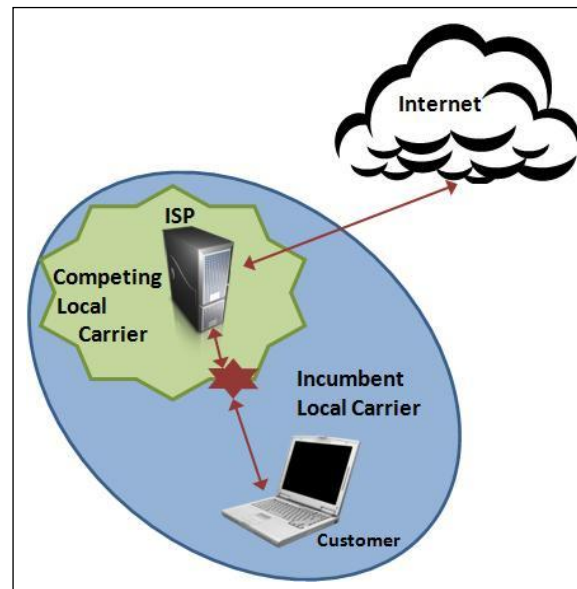 Internet
ISP
Competing
Local
Carrier
Incumbent
Local Carrier
Customer